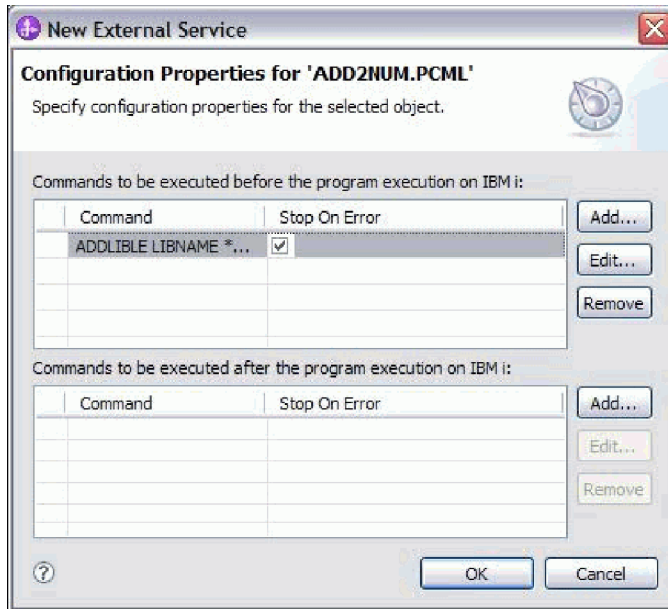 New External Service
Configuration Properties for 'ADD2NUM.PCML'
Specify configuration properties for the selected object.
Commands to be executed before the program execution on IBM i:
Command Stop On Error
Add...
ADDLIBLE LIBNAME *...
Edit...
Remove
Commands to be executed after the program execution on IBM i:
Command Stop On Error
Add...
Edit...
Remove
?
OK Cancel